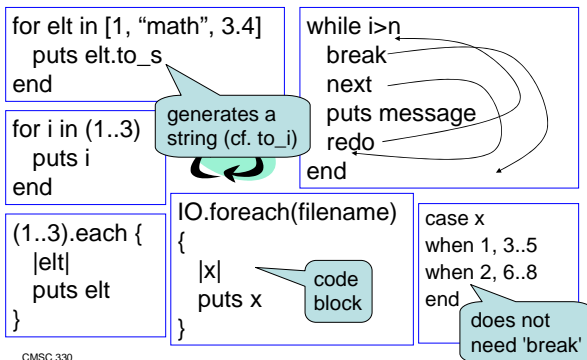 for elt in [1, “math”, 3.4]
puts elt.to_s
end
generates a
string (cf. to_i)
for i in (1..3)
puts i
end
(1..3).each {
|elt|
puts elt
}
while i>n
break
next
puts message
redo
end
IO.foreach(filename)
{
|x|
puts x
}
code
block
case x
when 1, 3..5
when 2, 6..8
end
does not
need 'break'
CMSC 330